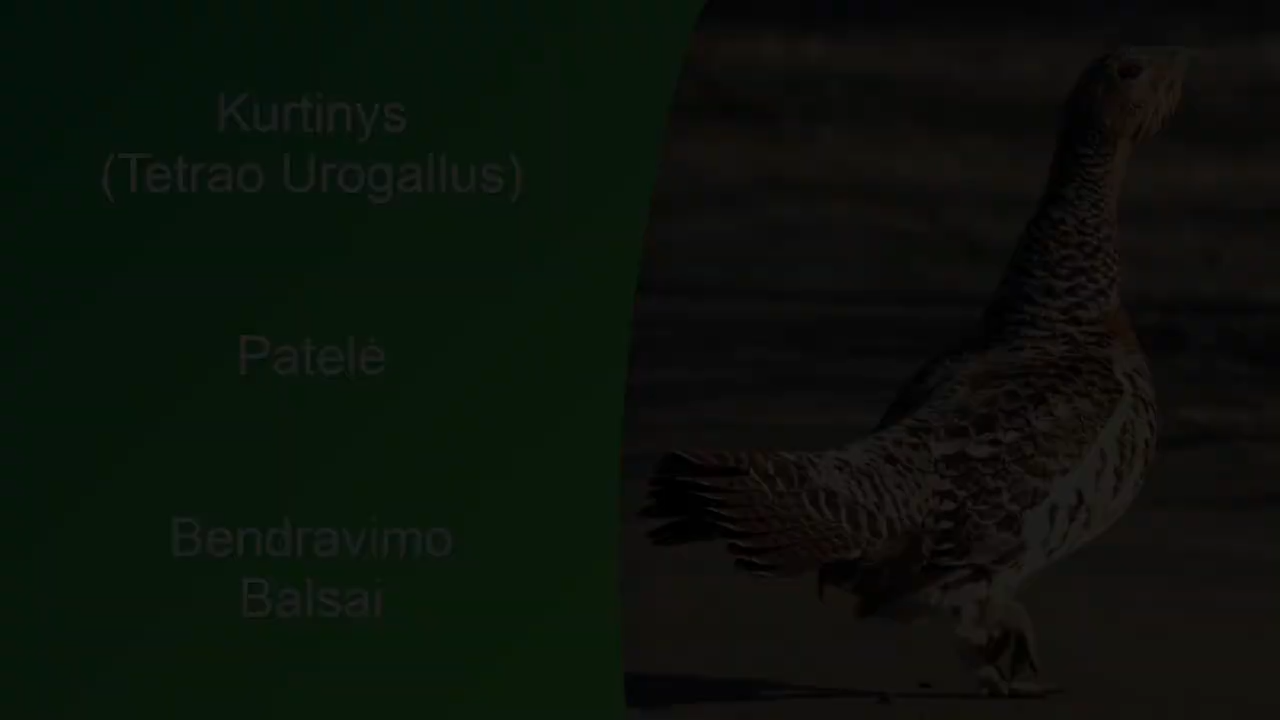 Kurtinys
(Tetrao Urogallus)
Patelė
Bendravimo
Balsai